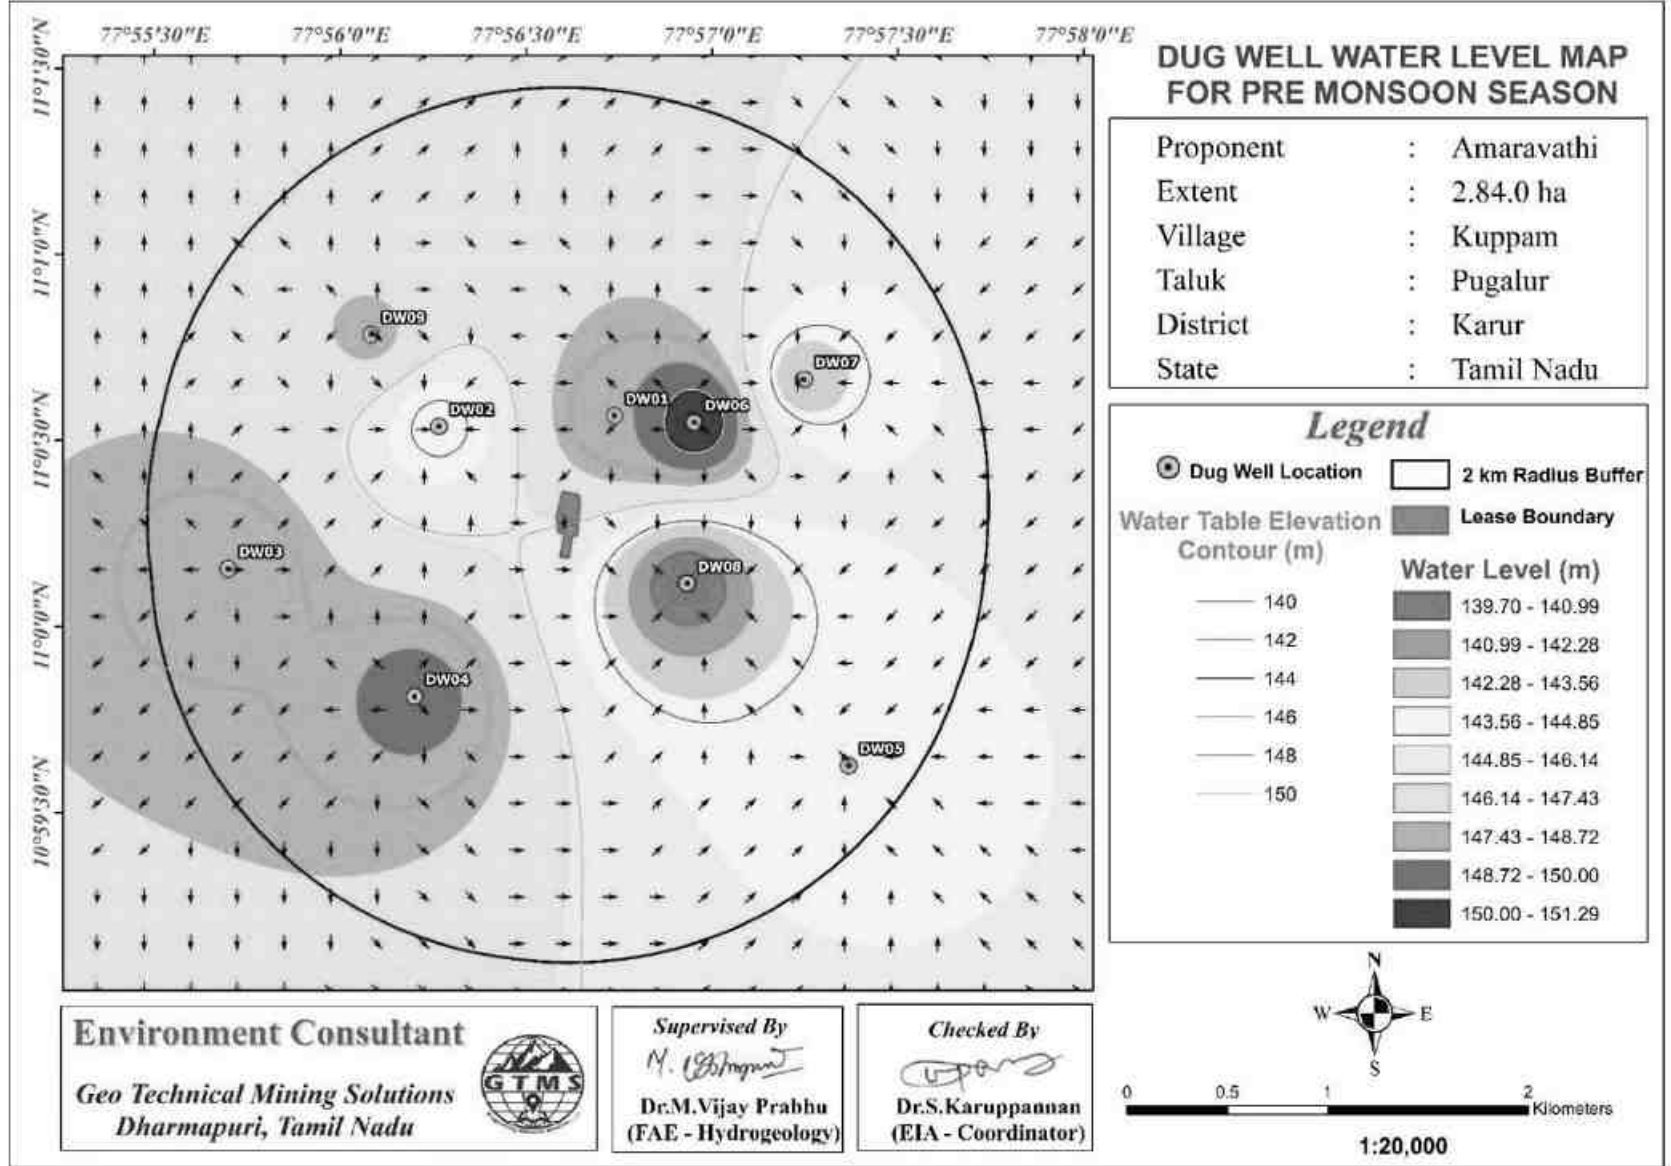 77°55'30"E 77°56'0"E 77°56'30"E 77°57'0"E 77°57'30"E 77°58'0"E
11°1'30"N
11°1'0"N
11°0'30"N
11°0'0"N
10°59'30"N
DW09
DW07
DW02
DW01
DW06
DW03
DW08
DW04
DW05
DUG WELL WATER LEVEL MAP
FOR PRE MONSOON SEASON
Proponent : Amaravathi
Extent : 2.84.0 ha
Village : Kuppam
Taluk : Pugalur
District : Karur
State : Tamil Nadu
Legend
Dug Well Location
2 km Radius Buffer
Lease Boundary
Water Table Elevation
Contour (m)
140
142
144
146
148
150
Water Level (m)
139.70 - 140.99
140.99 - 142.28
142.28 - 143.56
143.56 - 144.85
144.85 - 146.14
146.14 - 147.43
147.43 - 148.72
148.72 - 150.00
150.00 - 151.29
N
W E
S
0 0.5 1 2
Kilometers
1:20,000
Environment Consultant
Geo Technical Mining Solutions
Dharmapuri, Tamil Nadu
GTMS
Supervised By
Dr.M.Vijay Prabhu
(FAE - Hydrogeology)
Checked By
Dr.S.Karuppannan
(EIA - Coordinator)